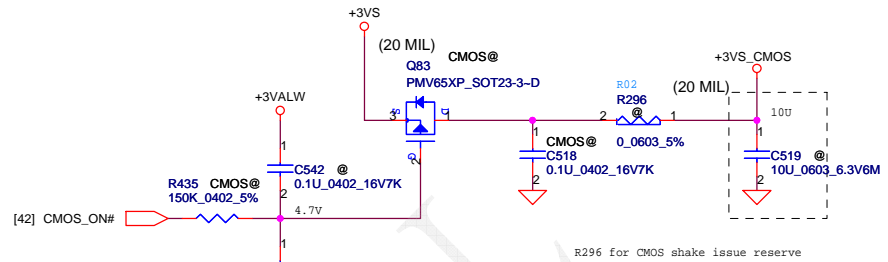 +3VS
(20 MIL)
CMOS@
Q83
PMV65XP_SOT23-3~D
R02
(20 MIL)
+3VS_CMOS
+3VALW
3
S
D
1
G
2
2
R296
1
@
0_0603_5%
10U
1
C542
@
0.1U_0402_16V7K
2
1
CMOS@
C518
0.1U_0402_16V7K
2
1
C519
@
10U_0603_6.3V6M
2
R435
CMOS@
150K_0402_5%
[42] CMOS_ON#
4.7V
1
R296 for CMOS shake issue reserve